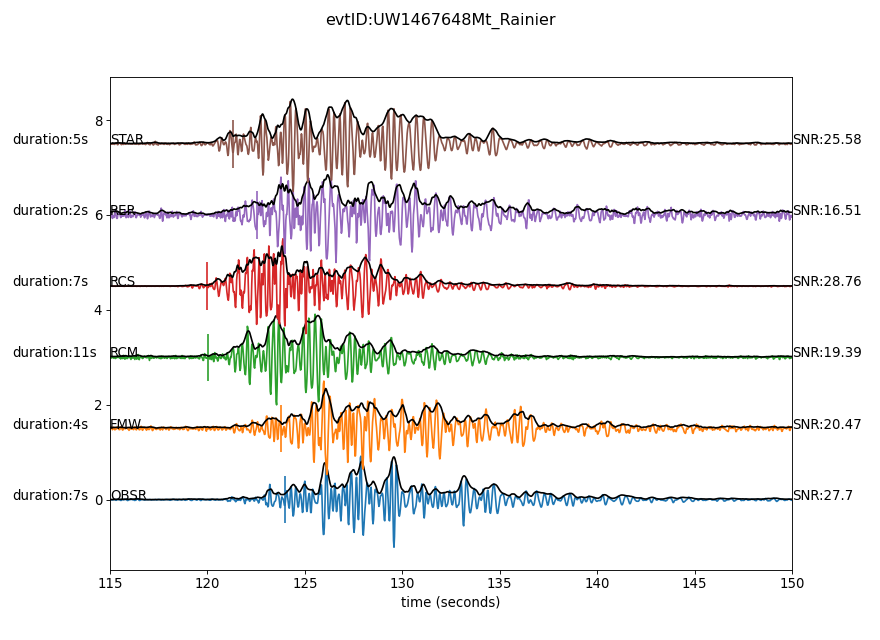 evtID:UW1467648Mt_Rainier
8
duration:5s STAR SNR:25.58
duration:2s RER SNR:16.51
6
duration:7s RCS SNR:28.76
4
duration:11s RCM SNR:19.39
2
duration:4s FMW SNR:20.47
duration:7s OBSR SNR:27.7
0
115 120 125 130 135 140 145 150
time (seconds)